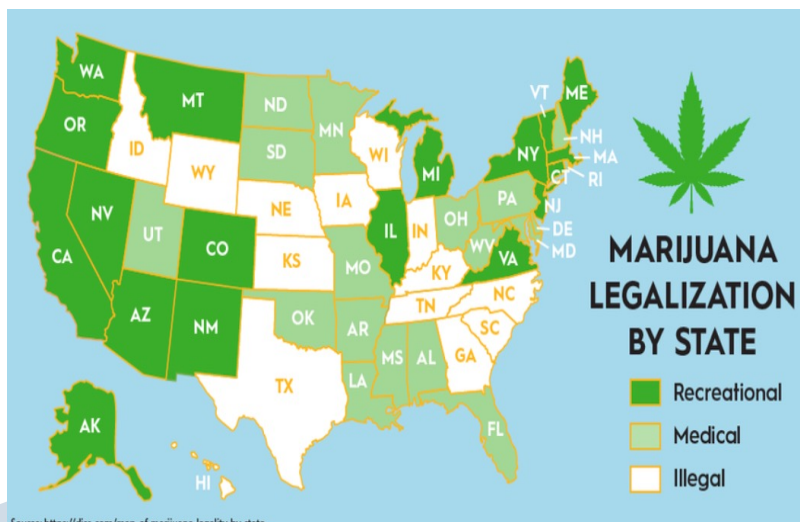 WA
MT
ND
MN
OR
ID
SD
WI
WY
MI
NY
VT
ME
NH
MA
CT
RI
NJ
NV
UT
CO
NE
IA
IL
IN
OH
PA
DE
MD
CA
KS
MO
KY
WV
VA
AZ
NM
OK
AR
TN
NC
SC
TX
LA
MS
AL
GA
FL
AK
HI
MARIJUANA
LEGALIZATION
BY STATE
Recreational
Medical
Illegal